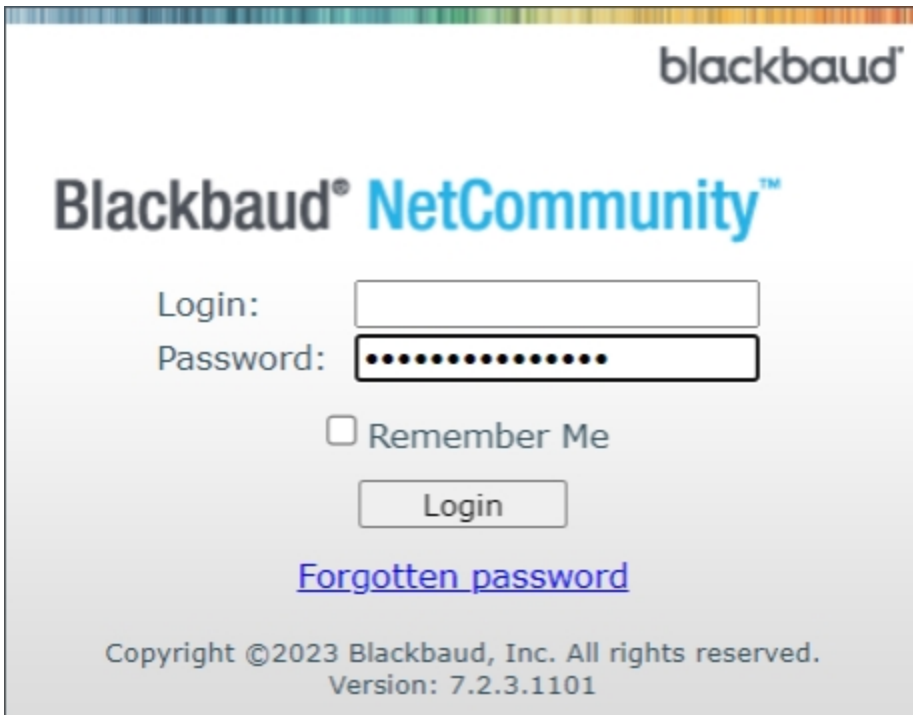 blackbaud®
Blackbaud® NetCommunity™
Login:
Password: •••••••••••••••
Remember Me
Login
Forgotten password
Copyright ©2023 Blackbaud, Inc. All rights reserved.
Version: 7.2.3.1101